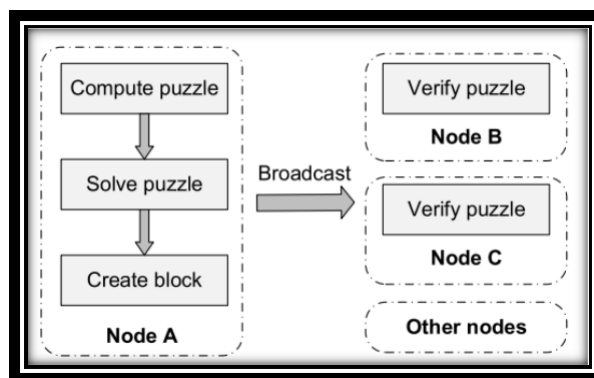 Compute puzzle
Solve puzzle
Create block
Node A
Broadcast
Verify puzzle
Node B
Verify puzzle
Node C
Other nodes